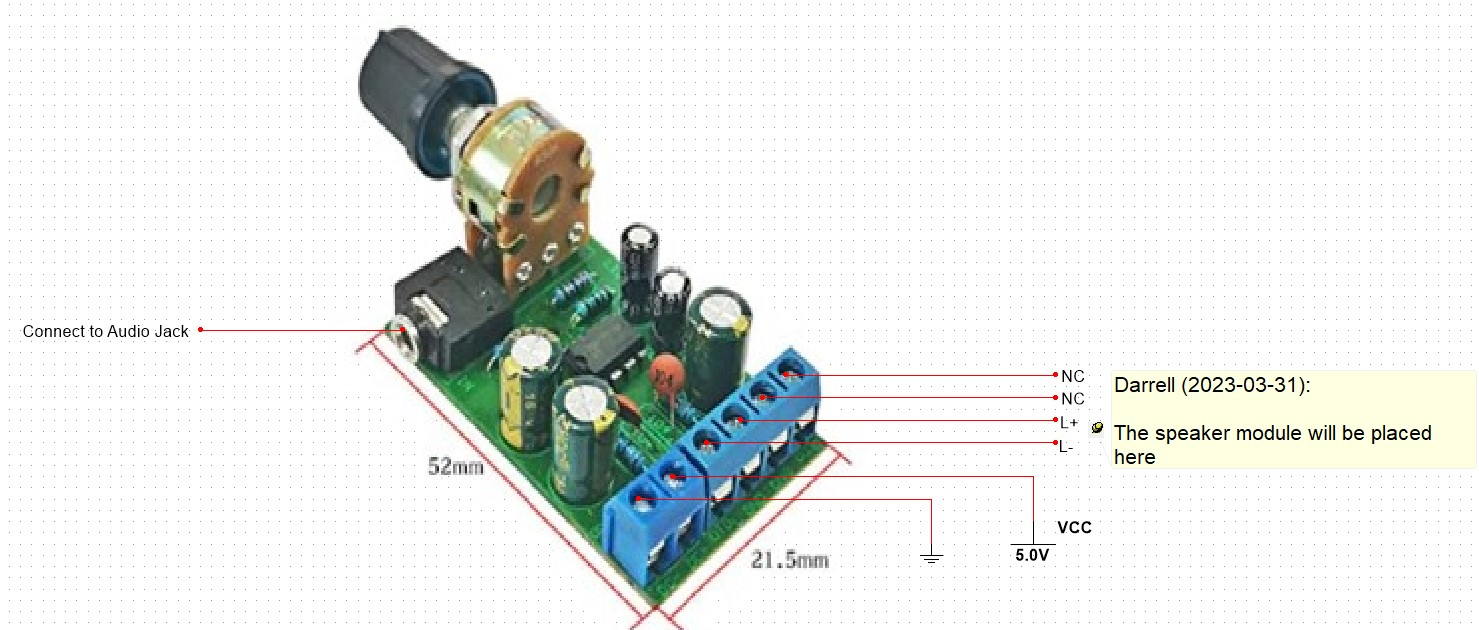 Connect to Audio Jack
NC
NC
L+
L-
Darrell (2023-03-31):
The speaker module will be placed
here
52mm
21.5mm
VCC
5.0V